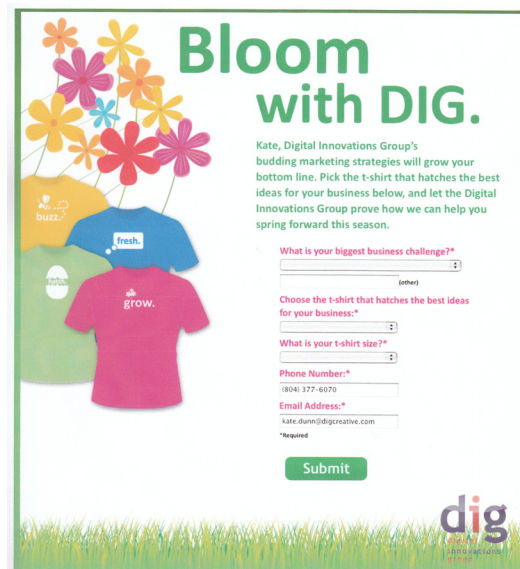 Bloom
with DIG.
Kate, Digital Innovations Group's
budding marketing strategies will grow your
bottom line. Pick the t-shirt that hatches the best
ideas for your business below, and let the Digital
Innovations Group prove how we can help you
spring forward this season.
buzz.
fresh.
grow.
What is your biggest business challenge?*
(other)
Choose the t-shirt that hatches the best ideas
for your business:*
What is your t-shirt size?*
Phone Number:*
(804) 377-6070
Email Address:*
kate.dunn@digcreative.com
*Required
Submit
dig
digital
innovations
group